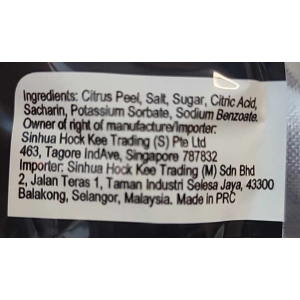 Ingredients: Citrus Peel, Salt, Sugar, Citric Acid,
Sacharin, Potassium Sorbate, Sodium Benzoate.
Owner of right of manufacture/Importer:
Sinhua Hock Kee Trading (S) Pte Ltd
463, Tagore IndAve, Singapore 787832
Importer: Sinhua Hock Kee Trading (M) Sdn Bhd
2, Jalan Teras 1, Taman Industri Selesa Jaya, 43300
Balakong, Selangor, Malaysia. Made in PRC